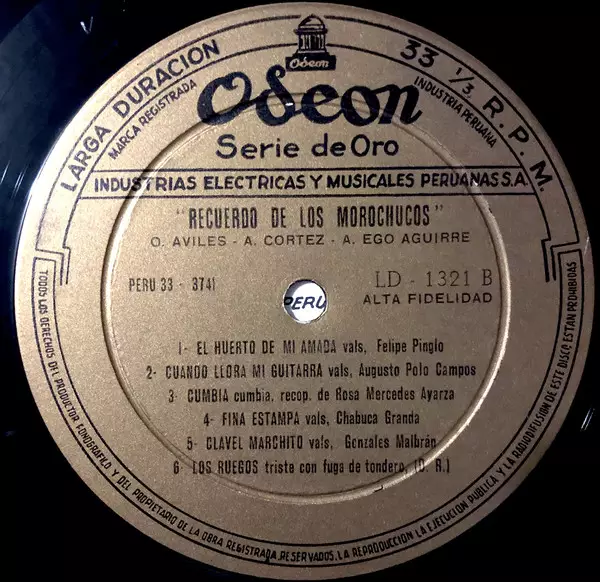 LARGA DURACION
MARCA REGISTRADA
Odeon
Odeon
33 1/3 R.P.M.
INDUSTRIA PERUANA
Serie de Oro
INDUSTRIAS ELECTRICAS Y MUSICALES PERUANAS S.A.
"RECUERDO DE LOS MOROCHUCOS"
O. AVILES - A. CORTEZ - A. EGO AGUIRRE
PERU 33 - 3741
LD - 1321 B
ALTA FIDELIDAD
PERU
1- EL HUERTO DE MI AMADA vals, Felipe Pinglo
2- CUANDO LLORA MI GUITARRA vals, Augusto Polo Campos
3- CUMBIA cumbia, recop. de Rosa Mercedes Ayarza
4- FINA ESTAMPA vals, Chabuca Granda
5- CLAVEL MARCHITO vals, Gonzales Malbrán
6- LOS RUEGOS triste con fuga de tondero, (D. R.)
TODOS LOS DERECHOS DEL PRODUCTOR FONOGRAFICO Y DEL PROPIETARIO DE LA OBRA REGISTRADA, RESERVADOS. LA REPRODUCCION LA EJECUCION PUBLICA Y LA RADIODIFUSION DE ESTE DISCO ESTAN PROHIBIDAS